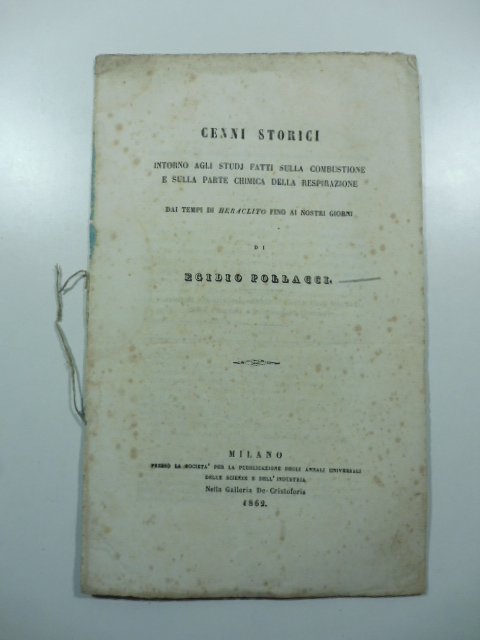 CENNI STORICI
INTORNO AGLI STUDJ FATTI SULLA COMBUSTIONE
E SULLA PARTE CHIMICA DELLA RESPIRAZIONE
DAI TEMPI DI HERACLITO FINO AI NOSTRI GIORNI
DI
EGILIO POLLACCI.
MILANO
PRESSO LA SOCIETA' PER LA PUBBLICAZIONE DEGLI ANNALI UNIVERSALI
DELLE SCIENZE E DELL'INDUSTRIA
Nella Galleria De-Cristoforis
1862.